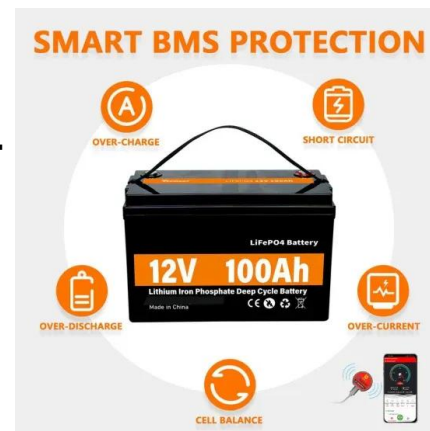 SMART BMS PROTECTION
A
OVER-CHARGE
SHORT CIRCUIT
LiFePO4 Battery
12V 100Ah
Lithium Iron Phosphate Deep Cycle Battery
Made in China
CE
OVER-DISCHARGE
OVER-CURRENT
CELL BALANCE